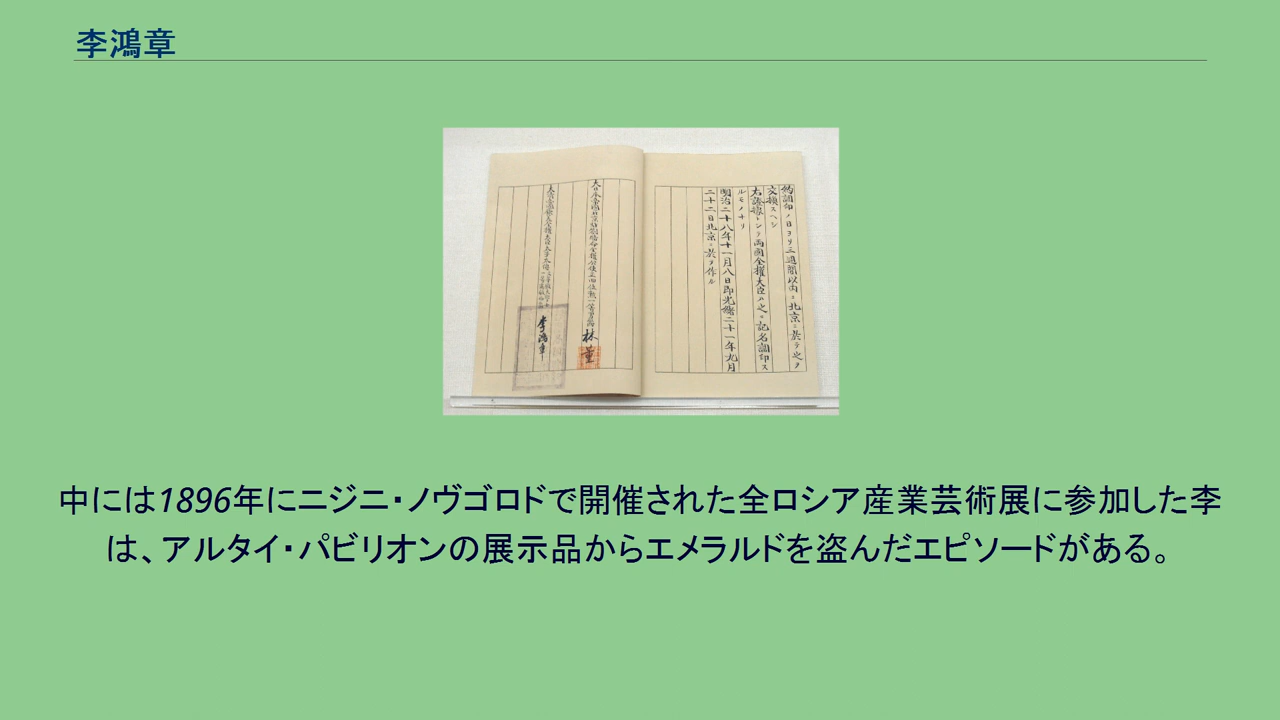 李鴻章
約調印ノ日ヨリ三週間以内ニ北京ニ於テ之ヲ
交換スヘシ
右證據トシテ両國全權大臣ハ之ニ記名調印ス
ルモノナリ
明治二十八年十一月八日即光緒二十一年九月
二十二日北京ニ於テ作ル
大日本帝國
林董
李鴻章
中には1896年にニジニ・ノヴゴロドで開催された全ロシア産業芸術展に参加した李
は、アルタイ・パビリオンの展示品からエメラルドを盗んだエピソードがある。